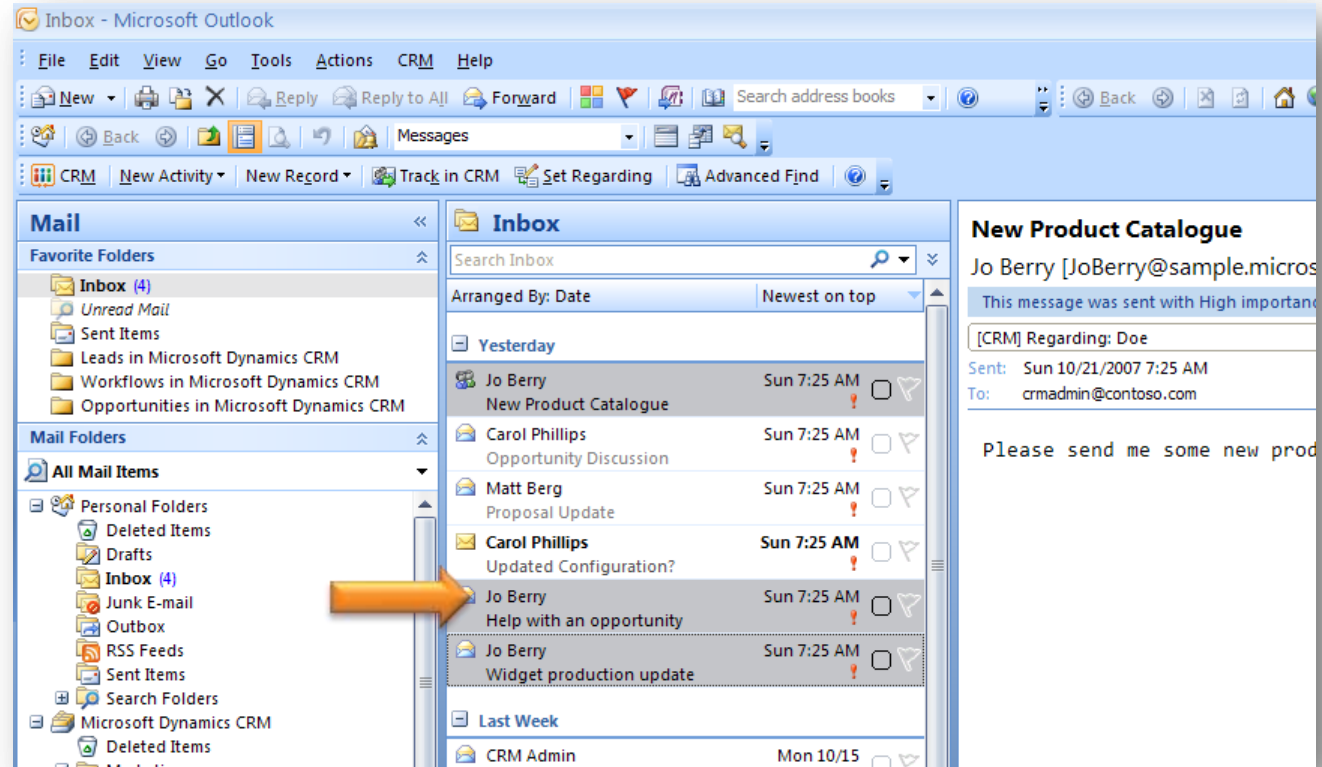 Inbox - Microsoft Outlook
File Edit View Go Tools Actions CRM Help
New Reply Reply to All Forward Search address books Back
Back Messages
CRM New Activity New Record Track in CRM Set Regarding Advanced Find
Mail
Favorite Folders
Inbox (4)
Unread Mail
Sent Items
Leads in Microsoft Dynamics CRM
Workflows in Microsoft Dynamics CRM
Opportunities in Microsoft Dynamics CRM
Mail Folders
All Mail Items
Personal Folders
Deleted Items
Drafts
Inbox (4)
Junk E-mail
Outbox
RSS Feeds
Sent Items
Search Folders
Microsoft Dynamics CRM
Deleted Items
Inbox
Search Inbox
Arranged By: Date Newest on top
Yesterday
Jo Berry Sun 7:25 AM
New Product Catalogue
Carol Phillips Sun 7:25 AM
Opportunity Discussion
Matt Berg Sun 7:25 AM
Proposal Update
Carol Phillips Sun 7:25 AM
Updated Configuration?
Jo Berry Sun 7:25 AM
Help with an opportunity
Jo Berry Sun 7:25 AM
Widget production update
Last Week
CRM Admin Mon 10/15
New Product Catalogue
Jo Berry [JoBerry@sample.micros
This message was sent with High importanc
[CRM] Regarding: Doe
Sent: Sun 10/21/2007 7:25 AM
To: crmadmin@contoso.com
Please send me some new prod